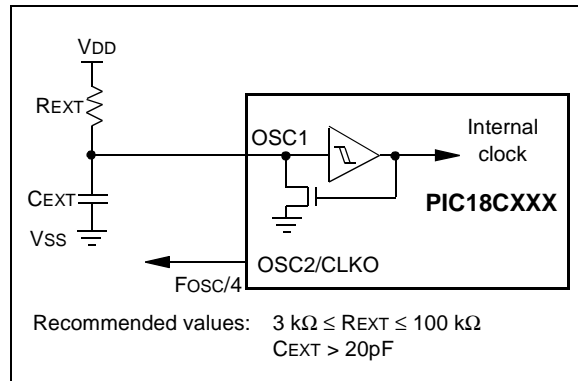 VDD
REXT
OSC1
Internal
clock
CEXT
PIC18CXXX
VSS
OSC2/CLKO
FOSC/4
Recommended values: 3 kΩ ≤ REXT ≤ 100 kΩ
CEXT > 20pF